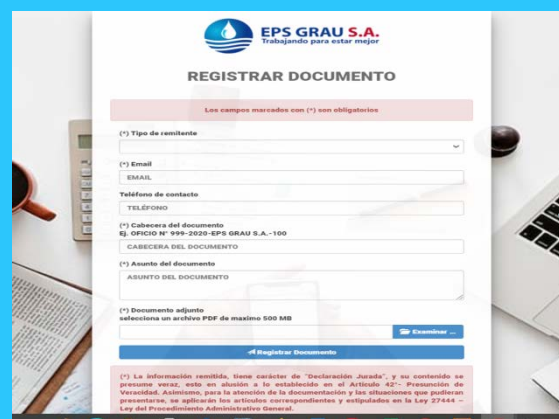 EPS GRAU S.A.
Trabajando para estar mejor
REGISTRAR DOCUMENTO
Los campos marcados con (*) son obligatorios
(*) Tipo de remitente
(*) Email
EMAIL
Teléfono de contacto
TELÉFONO
(*) Cabecera del documento
Ej. OFICIO N° 999-2020-EPS GRAU S.A.-100
CABECERA DEL DOCUMENTO
(*) Asunto del documento
ASUNTO DEL DOCUMENTO
(*) Documento adjunto
selecciona un archivo PDF de maximo 500 MB
Examinar ...
Registrar Documento
(*) La información remitida, tiene carácter de "Declaración Jurada", y su contenido se
presume veraz, esto en alusión a lo establecido en el Artículo 42°- Presunción de
Veracidad. Asimismo, para la atención de la documentación y las situaciones que pudieran
presentarse, se aplicarán los artículos correspondientes y estipulados en la Ley 27444 –
Ley del Procedimiento Administrativo General.